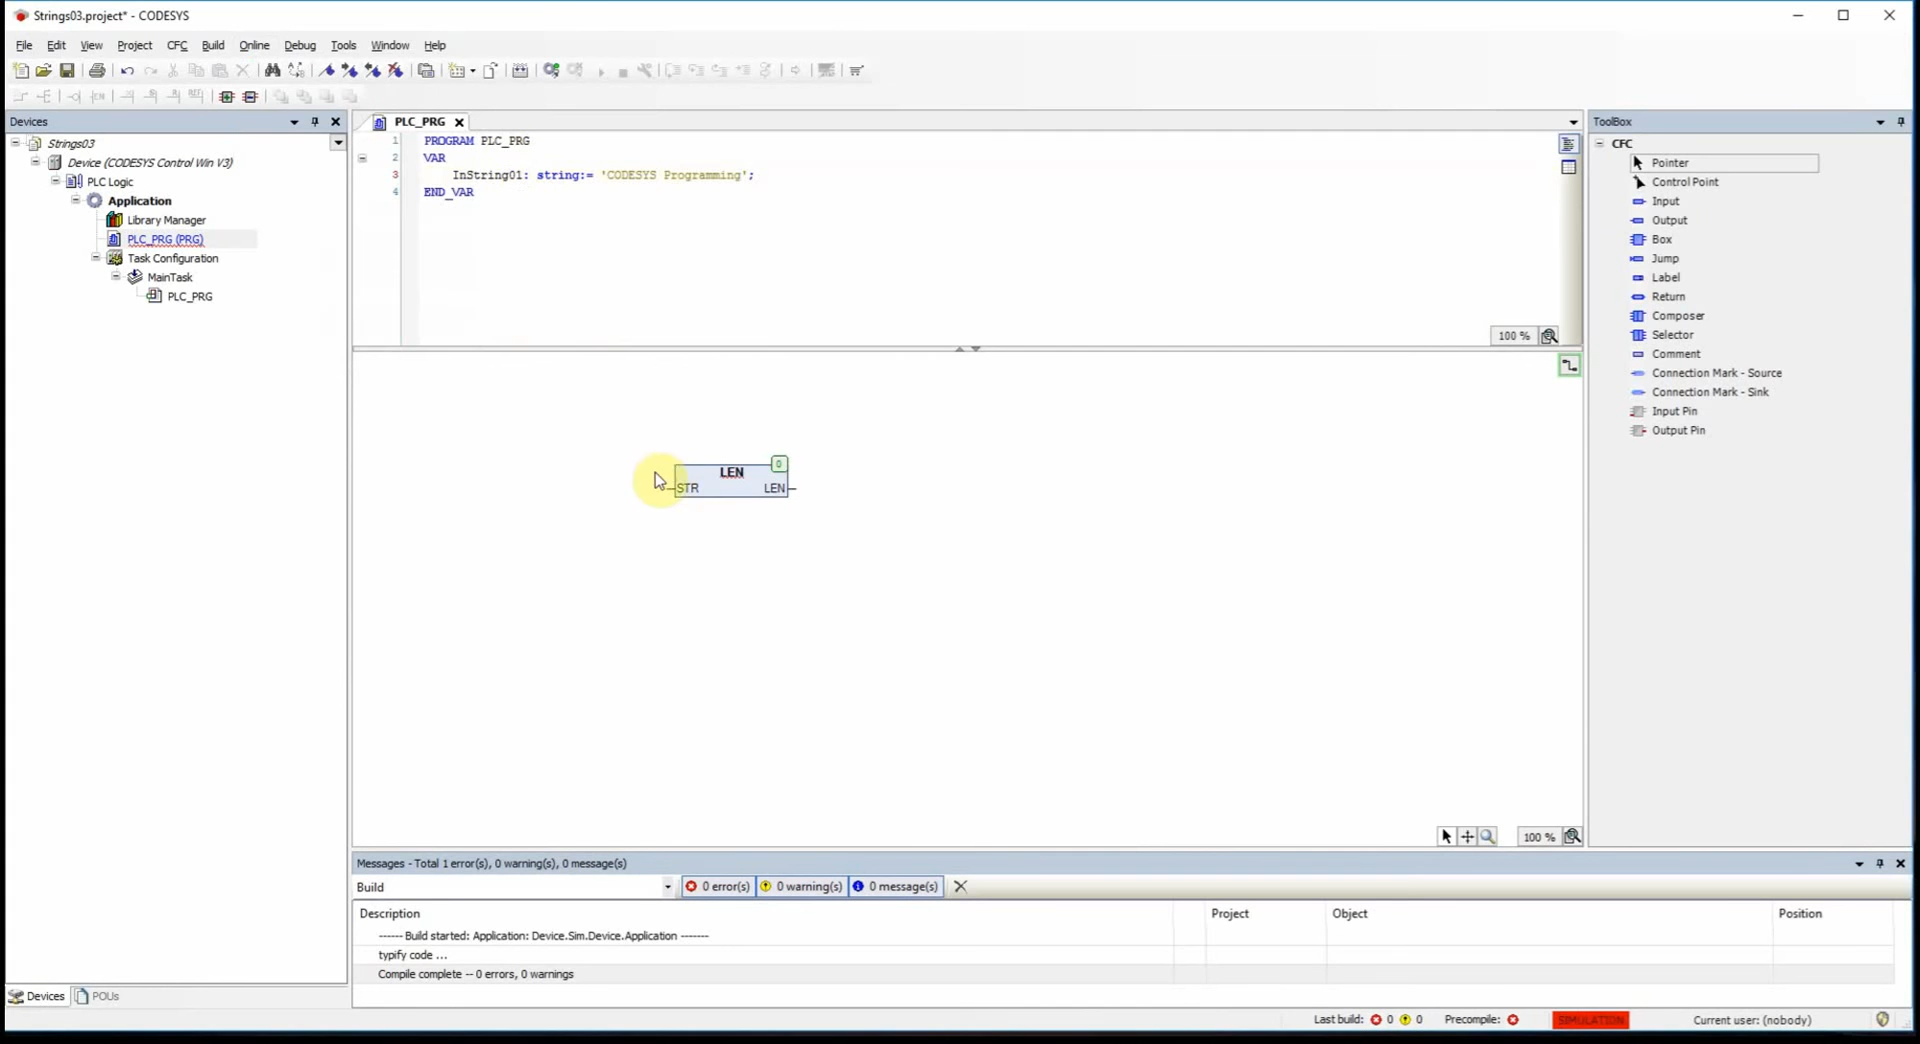 Strings03.project* - CODESYS
File Edit View Project CFC Build Online Debug Tools Window Help
Devices
Strings03
Device (CODESYS Control Win V3)
PLC Logic
Application
Library Manager
PLC_PRG (PRG)
Task Configuration
MainTask
PLC_PRG
Devices POUs
PLC_PRG
1 PROGRAM PLC_PRG
2 VAR
3 InString01: string:= 'CODESYS Programming';
4 END_VAR
100 %
LEN 0
STR LEN
100 %
ToolBox
CFC
Pointer
Control Point
Input
Output
Box
Jump
Label
Return
Composer
Selector
Comment
Connection Mark - Source
Connection Mark - Sink
Input Pin
Output Pin
Messages - Total 1 error(s), 0 warning(s), 0 message(s)
Build 0 error(s) 0 warning(s) 0 message(s)
Description Project Object Position
------ Build started: Application: Device.Sim.Device.Application -------
typify code ...
Compile complete -- 0 errors, 0 warnings
Last build: 0 0 Precompile: SIMULATION Current user: (nobody)